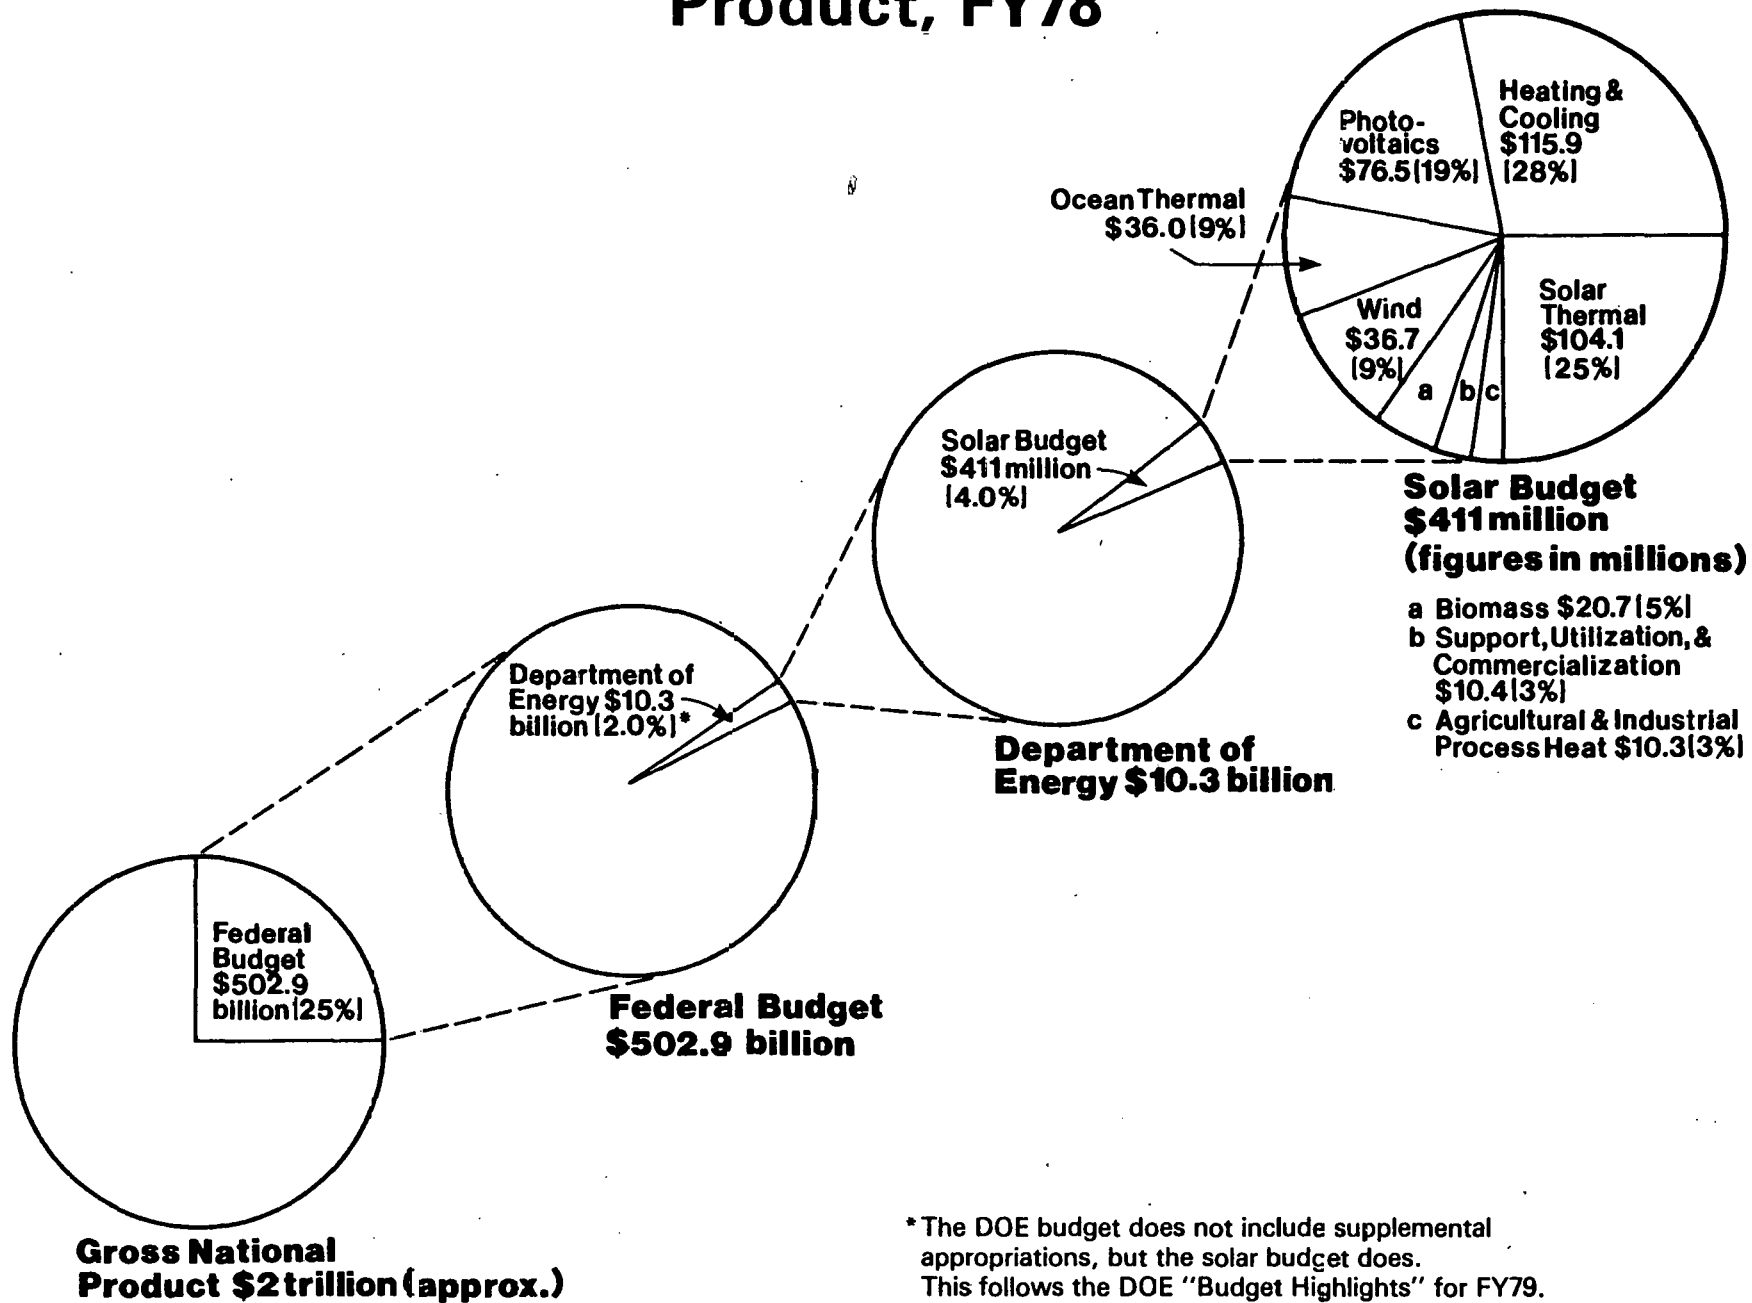 Product, FY78
Heating &
Cooling
$115.9
(28%)
Photo-
voltaics
$76.5(19%)
Ocean Thermal
$36.0(9%)
Wind
$36.7
(9%)
a
b
c
Solar
Thermal
$104.1
(25%)
Solar Budget
$411 million
(figures in millions)
a Biomass $20.7(5%)
b Support, Utilization, &
Commercialization
$10.4(3%)
c Agricultural & Industrial
Process Heat $10.3(3%)
Solar Budget
$411 million
(4.0%)
Department of
Energy $10.3 billion
Department of
Energy $10.3
billion (2.0%)*
Federal Budget
$502.9 billion
Federal
Budget
$502.9
billion(25%)
Gross National
Product $2 trillion (approx.)
* The DOE budget does not include supplemental
appropriations, but the solar budget does.
This follows the DOE "Budget Highlights" for FY79.